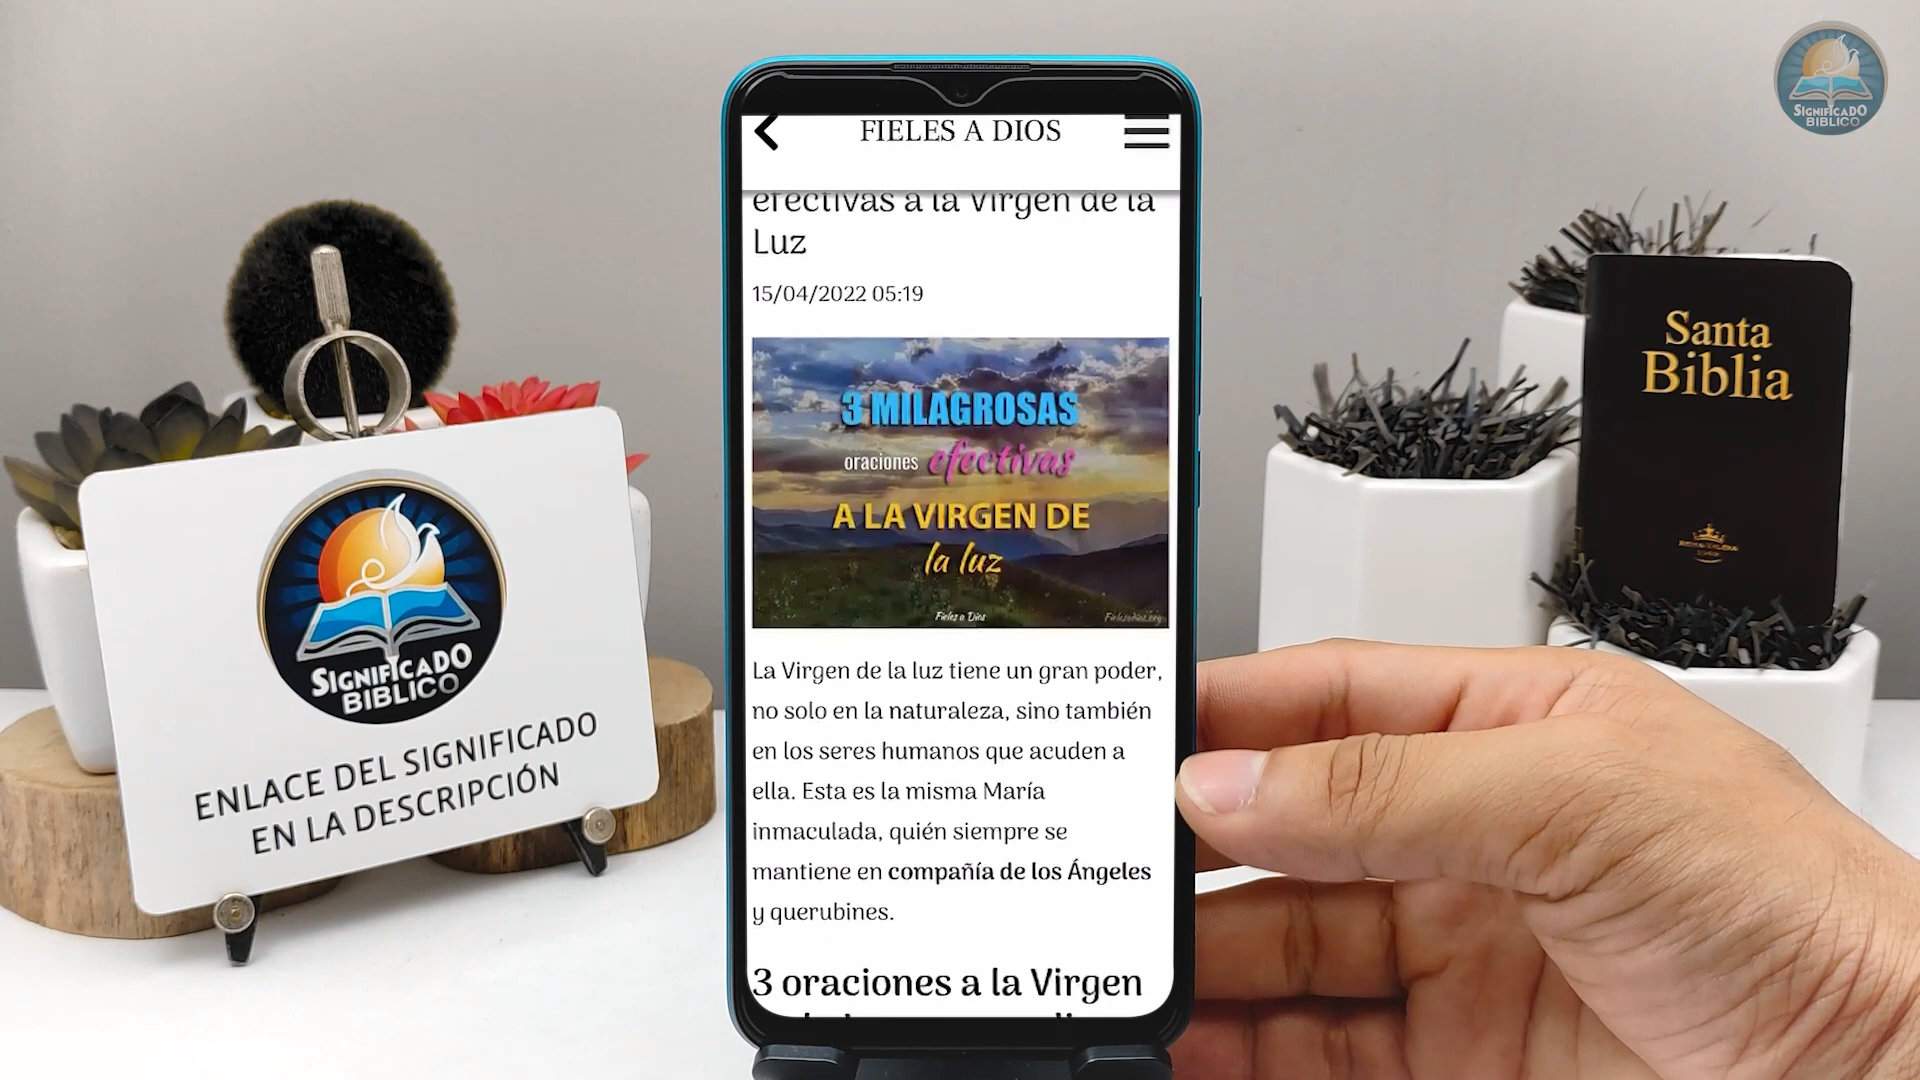 SIGNIFICADO
BIBLICO
FIELES A DIOS
efectivas a la Virgen de la
Luz
15/04/2022 05:19
3 MILAGROSAS
oraciones efectivas
A LA VIRGEN DE
la luz
Fieles a Dios
Fielesadios.org
La Virgen de la luz tiene un gran poder,
no solo en la naturaleza, sino también
en los seres humanos que acuden a
ella. Esta es la misma María
inmaculada, quién siempre se
mantiene en compañía de los Ángeles
y querubines.
3 oraciones a la Virgen
SIGNIFICADO
BIBLICO
ENLACE DEL SIGNIFICADO
EN LA DESCRIPCIÓN
Santa
Biblia